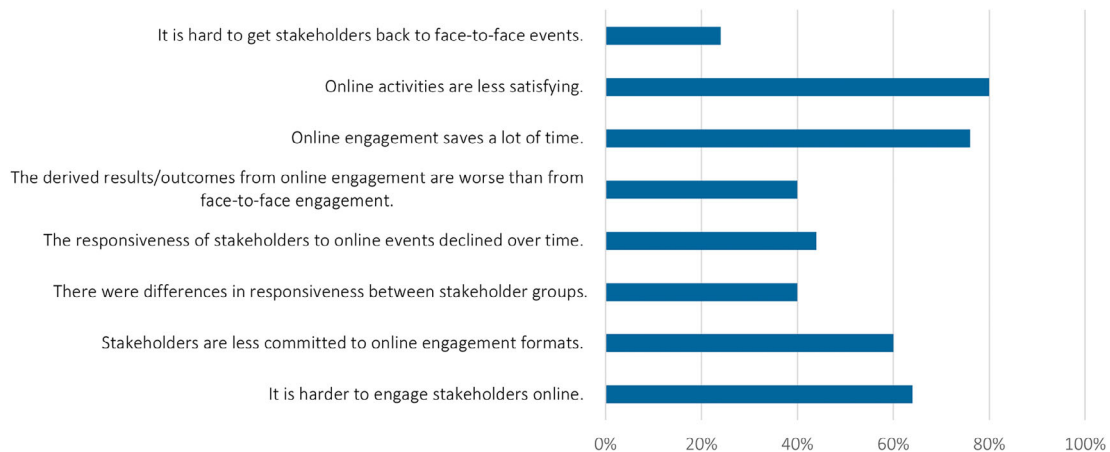 It is hard to get stakeholders back to face-to-face events.
Online activities are less satisfying.
Online engagement saves a lot of time.
The derived results/outcomes from online engagement are worse than from
face-to-face engagement.
The responsiveness of stakeholders to online events declined over time.
There were differences in responsiveness between stakeholder groups.
Stakeholders are less committed to online engagement formats.
It is harder to engage stakeholders online.
0% 20% 40% 60% 80% 100%